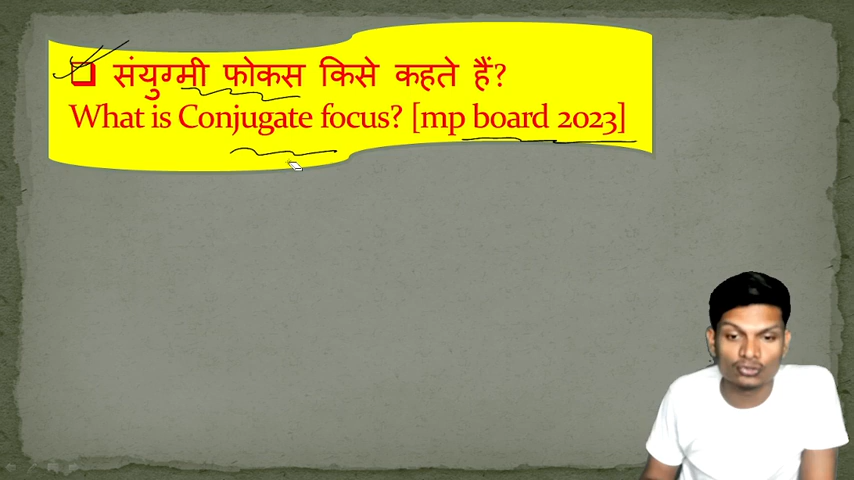 संयुग्मी फोकस किसे कहते हैं?
What is Conjugate focus? [mp board 2023]